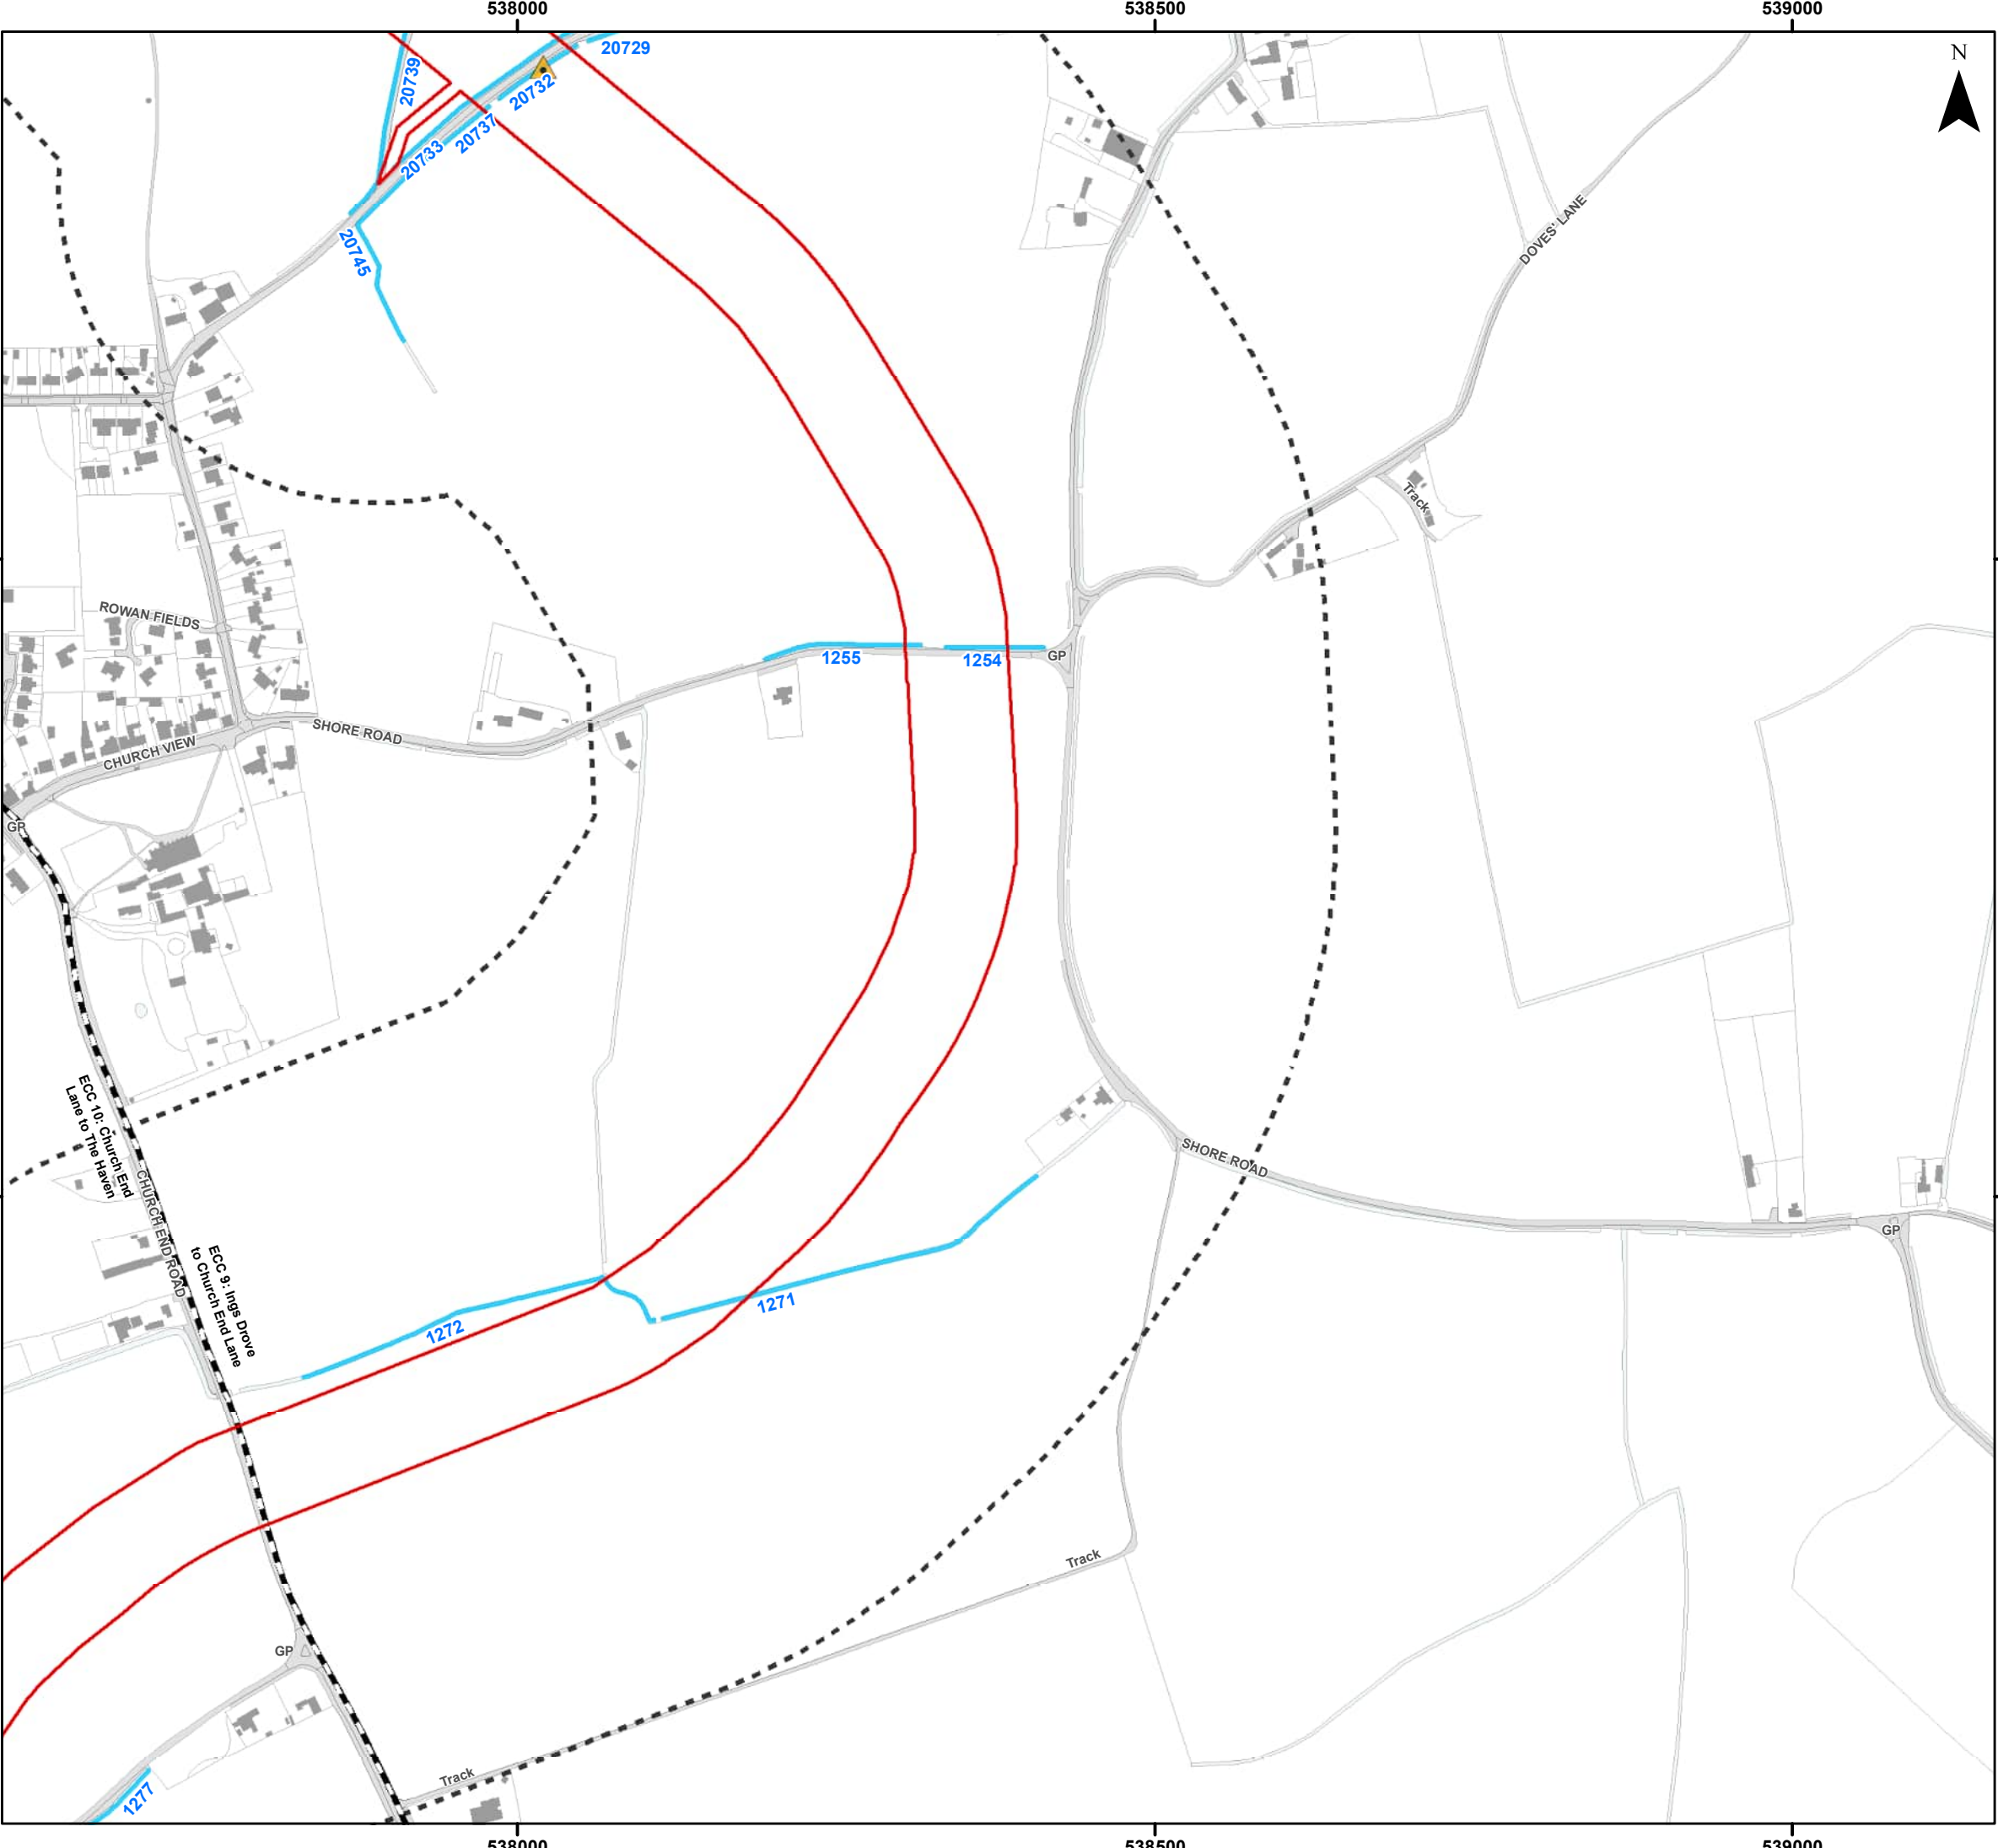 538000
538500
539000
N
20729
20739
20732
20737
20733
20745
DOVES' LANE
Track
ROWAN FIELDS
1255
1254
GP
SHORE ROAD
CHURCH VIEW
GP
ECC 10: Church End
Lane to The Haven
CHURCH END ROAD
SHORE ROAD
GP
ECC 9: Ings Drove
to Church End Lane
1271
1272
Track
GP
Track
1277
538000
538500
539000